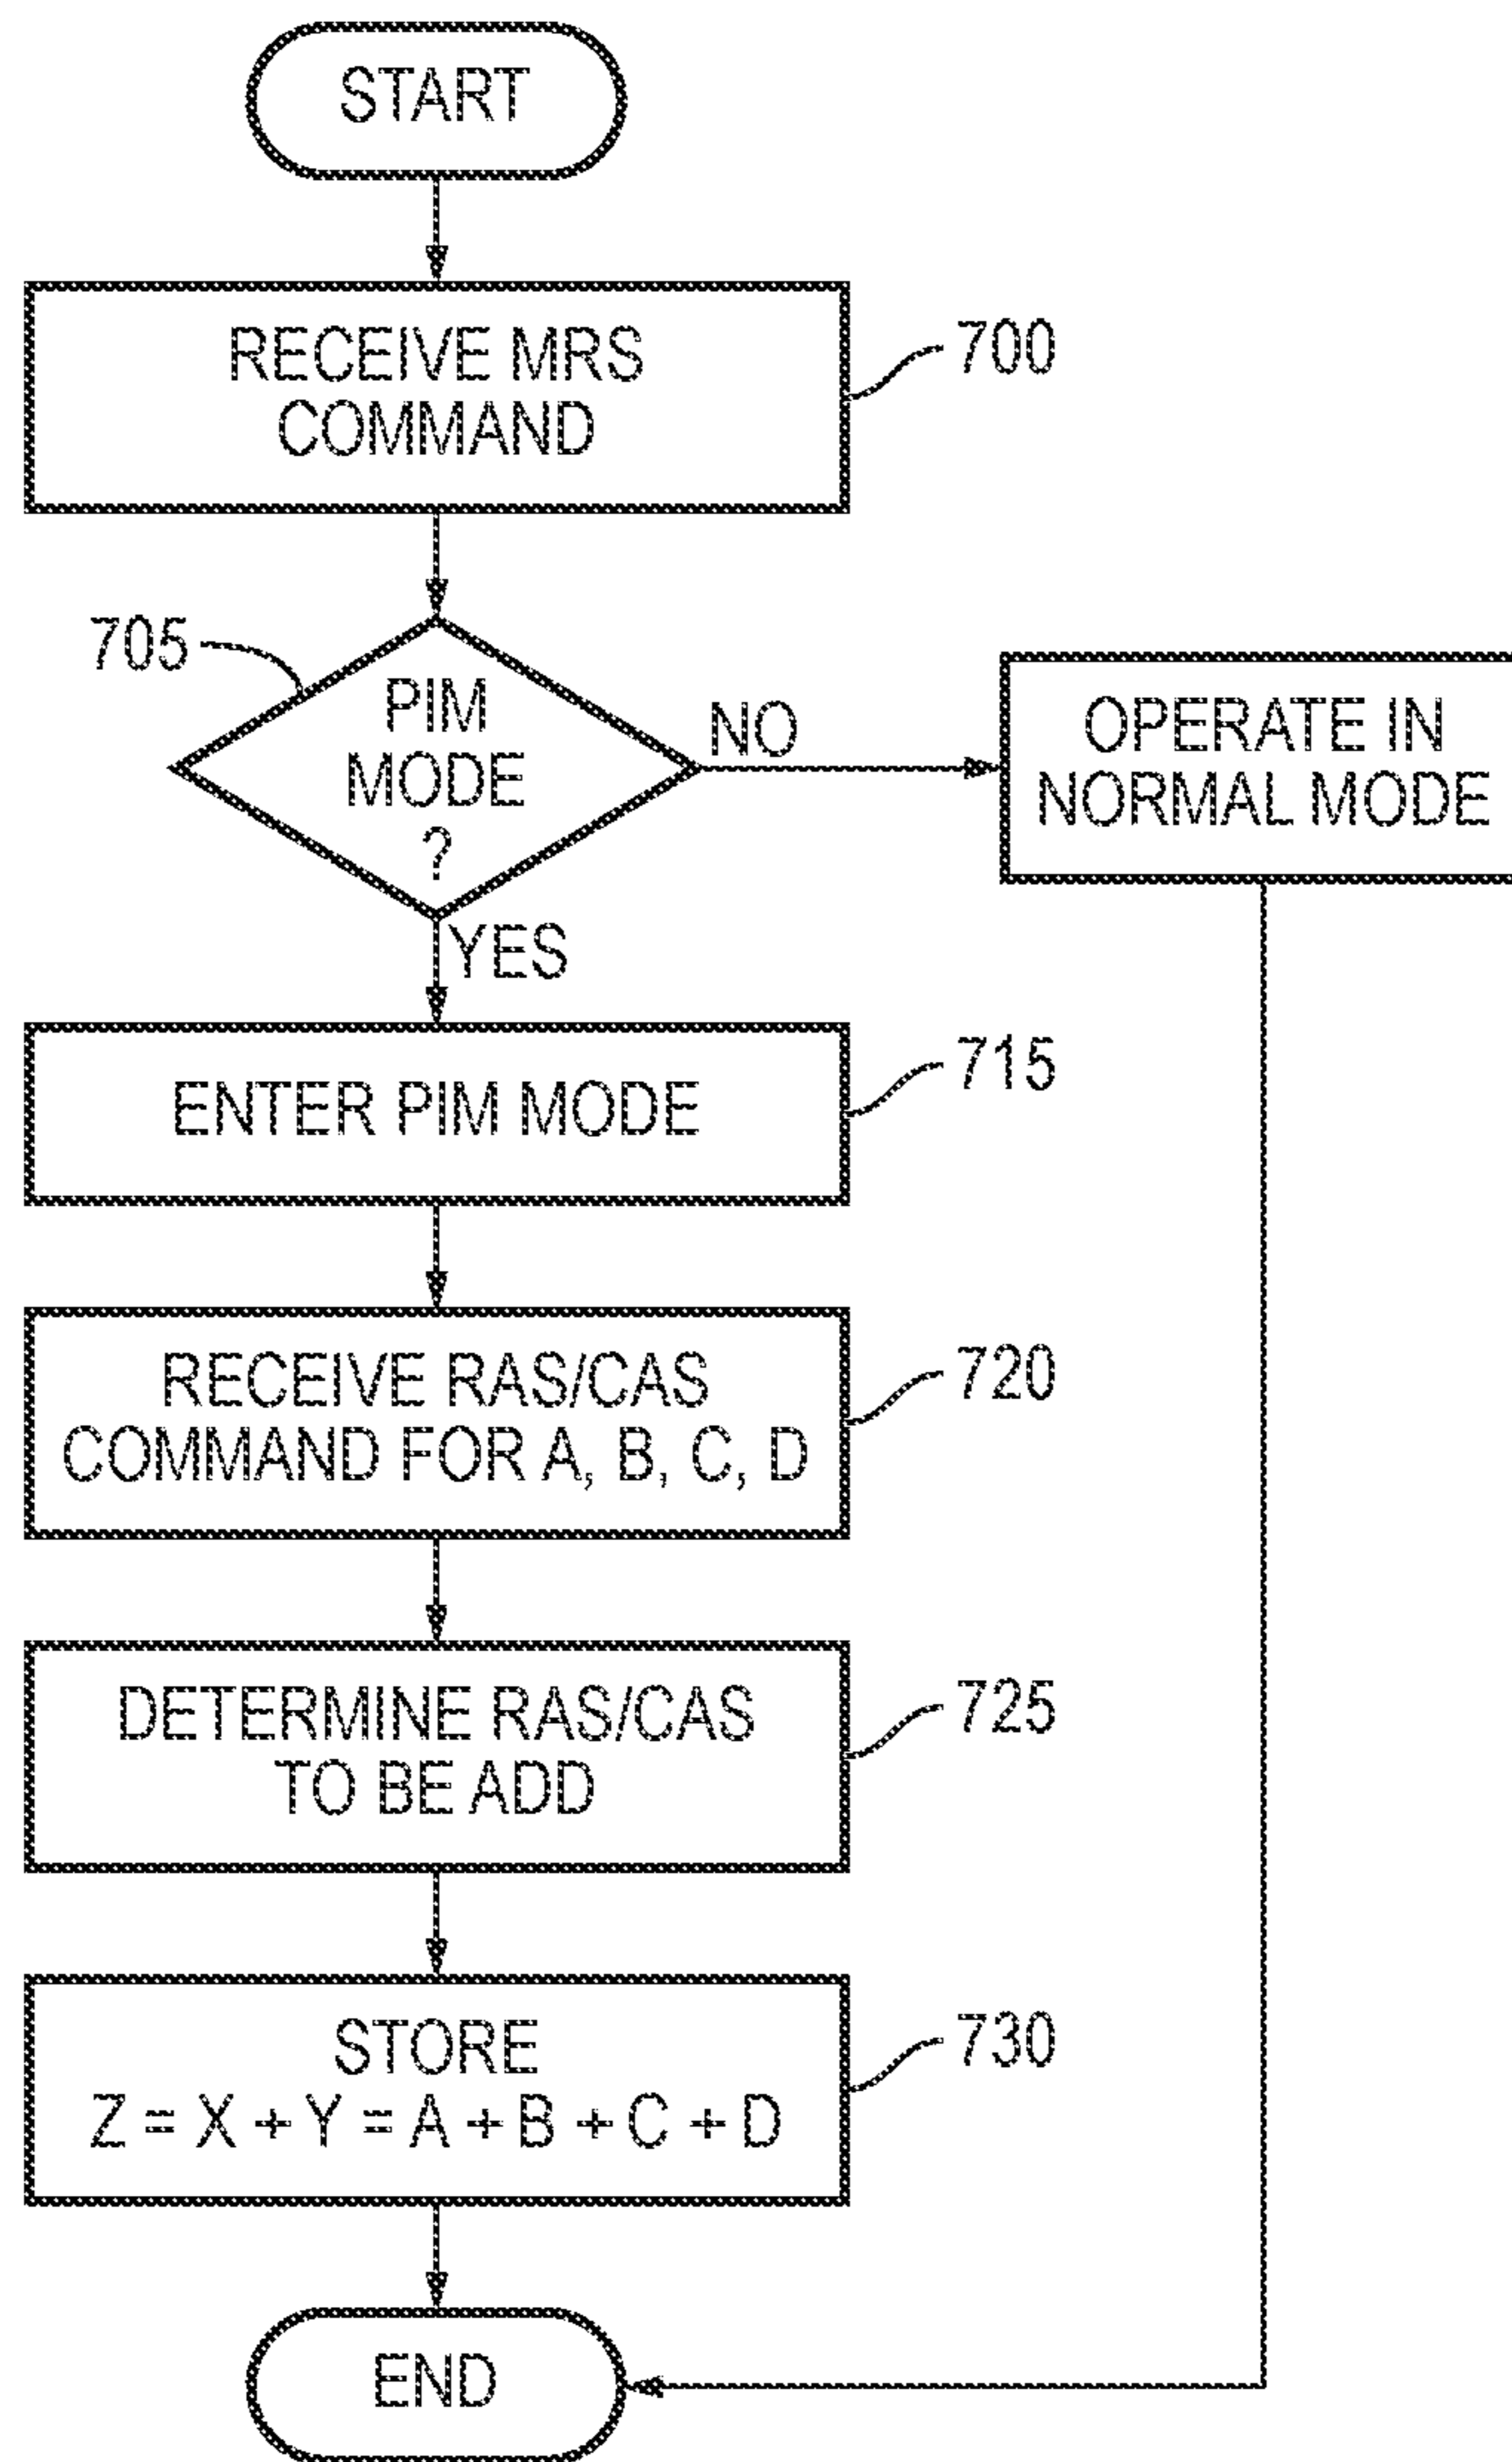 START
RECEIVE MRS
COMMAND
700
705
PIM
MODE
?
NO
OPERATE IN
NORMAL MODE
YES
ENTER PIM MODE
715
RECEIVE RAS/CAS
COMMAND FOR A, B, C, D
720
DETERMINE RAS/CAS
TO BE ADD
725
STORE
Z = X + Y = A + B + C + D
730
END